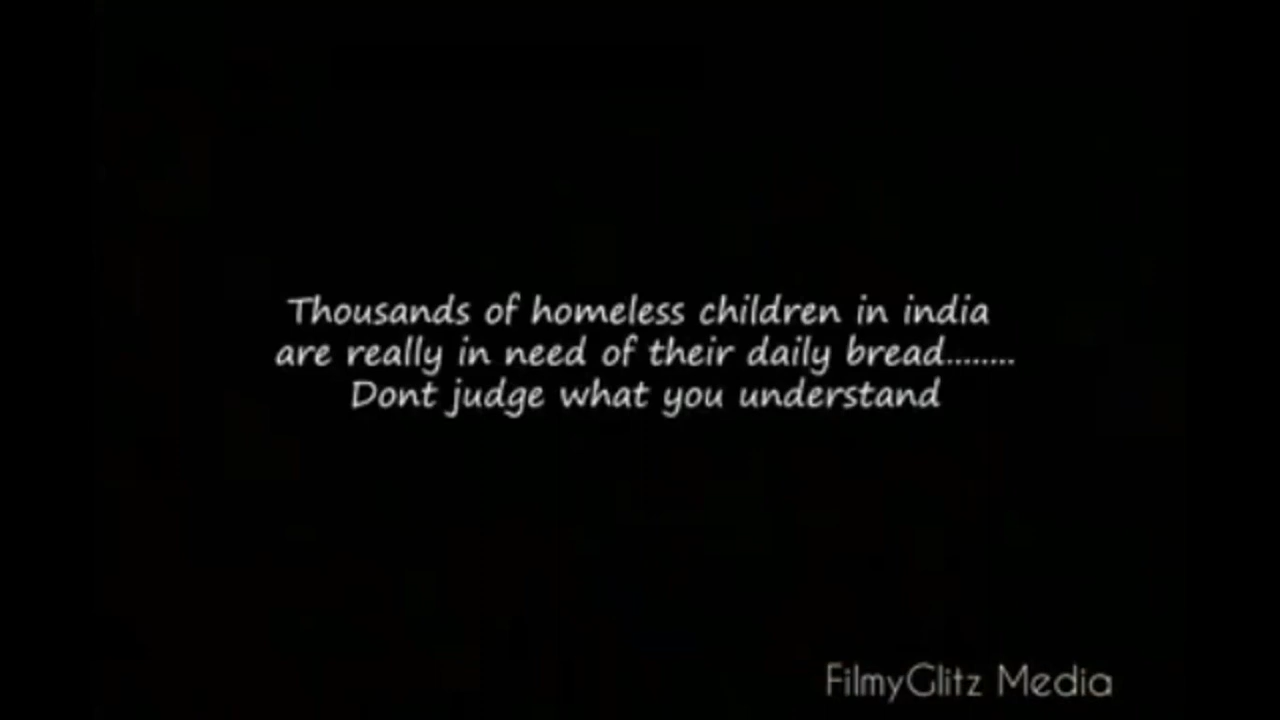 Thousands of homeless children in india
are really in need of their daily bread........
Dont judge what you understand
FilmyGlitz Media